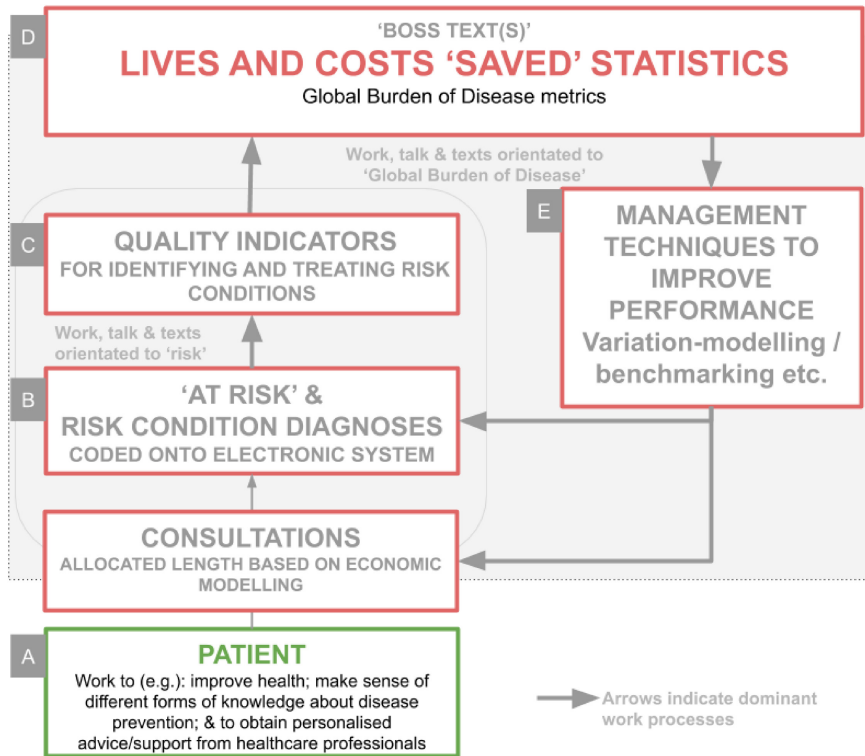 D
'BOSS TEXT(S)'
LIVES AND COSTS 'SAVED' STATISTICS
Global Burden of Disease metrics
Work, talk & texts orientated to
'Global Burden of Disease'
E
MANAGEMENT
TECHNIQUES TO
IMPROVE
PERFORMANCE
Variation-modelling /
benchmarking etc.
C
QUALITY INDICATORS
FOR IDENTIFYING AND TREATING RISK
CONDITIONS
Work, talk & texts
orientated to 'risk'
B
'AT RISK' &
RISK CONDITION DIAGNOSES
CODED ONTO ELECTRONIC SYSTEM
CONSULTATIONS
ALLOCATED LENGTH BASED ON ECONOMIC
MODELLING
A
PATIENT
Work to (e.g.): improve health; make sense of
different forms of knowledge about disease
prevention; & to obtain personalised
advice/support from healthcare professionals
Arrows indicate dominant
work processes